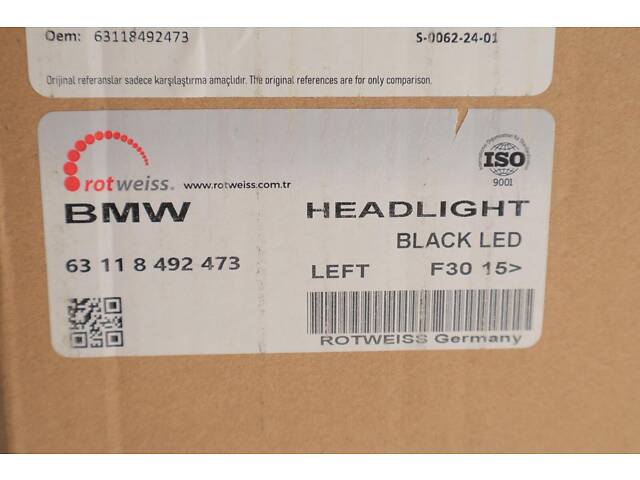 Oem: 63118492473 S-0062-24-01
Orijinal referanslar sadece karşılaştırma amaçlıdır. The original references are for only comparison.
rotweiss. www.rotweiss.com.tr
ISO
9001
BMW HEADLIGHT
BLACK LED
63 11 8 492 473 LEFT F30 15>
ROTWEISS Germany